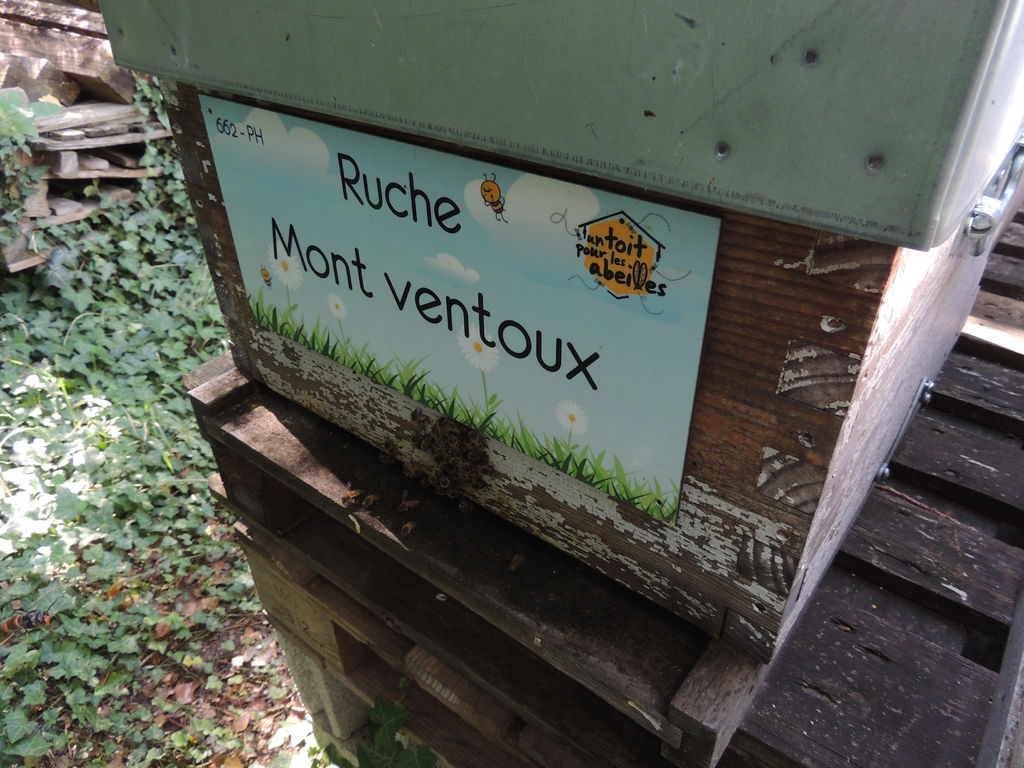 662-PH
Ruche
Mont ventoux
un toit
pour les
abeilles